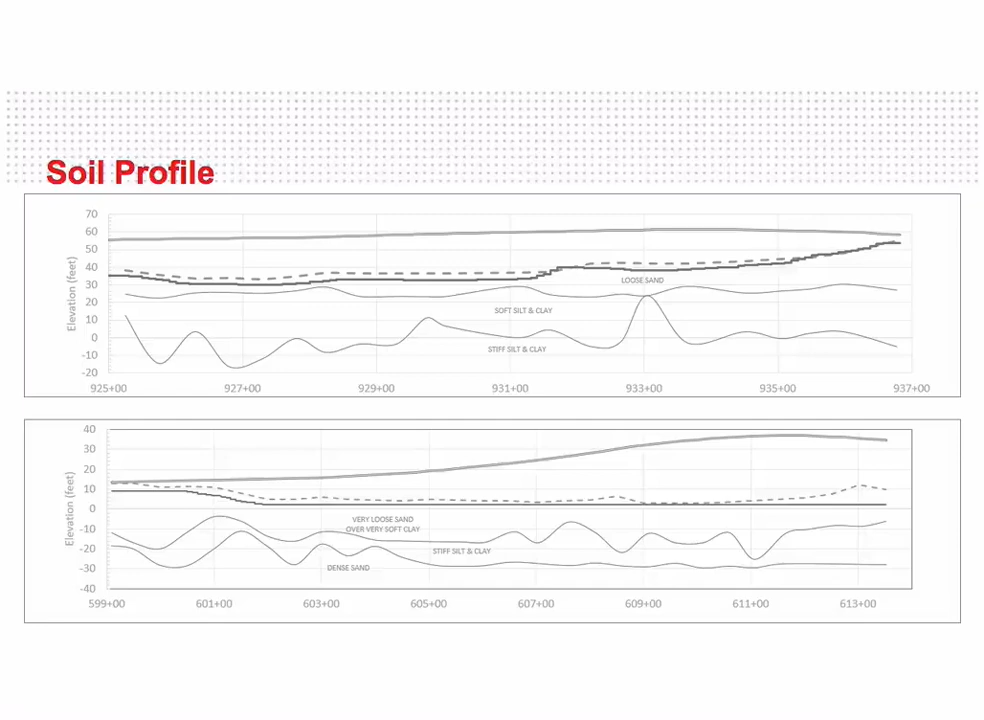 Soil Profile
70
60
50
40
30
20
10
0
-10
-20
Elevation (feet)
LOOSE SAND
SOFT SILT & CLAY
STIFF SILT & CLAY
925+00 927+00 929+00 931+00 933+00 935+00 937+00
40
30
20
10
0
-10
-20
-30
-40
Elevation (feet)
VERY LOOSE SAND
OVER VERY SOFT CLAY
STIFF SILT & CLAY
DENSE SAND
599+00 601+00 603+00 605+00 607+00 609+00 611+00 613+00